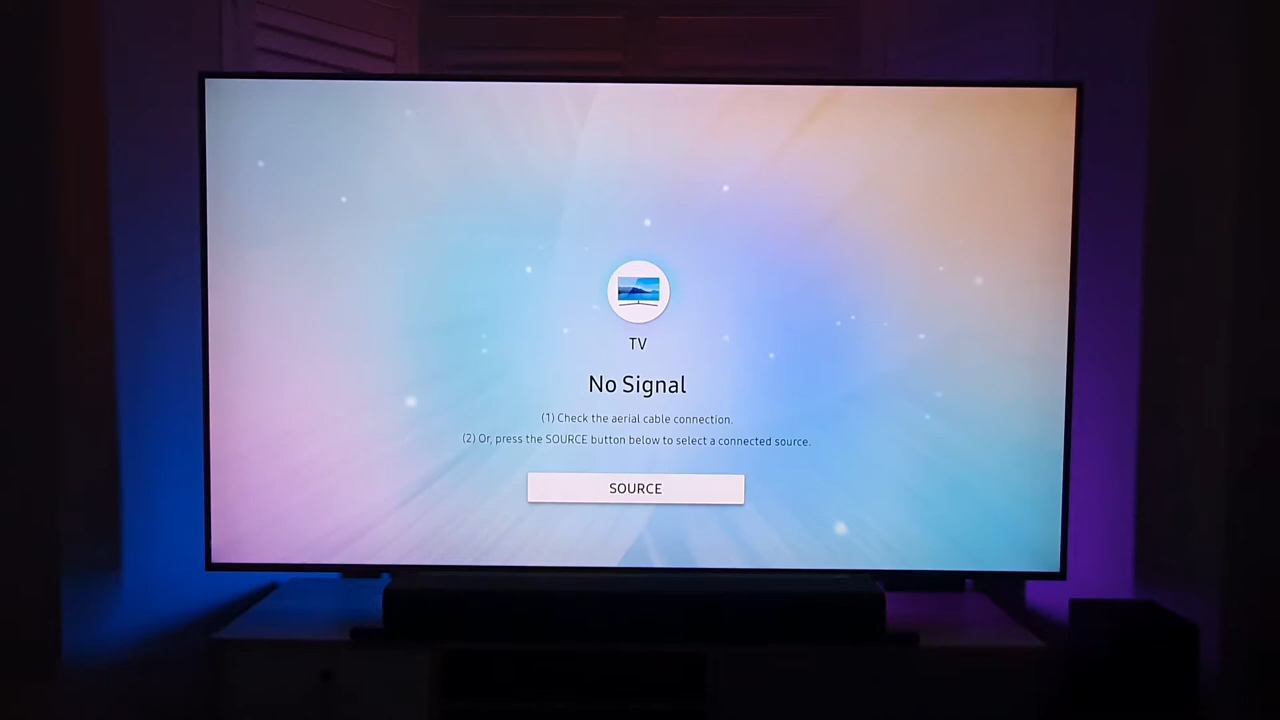 TV
No Signal
(1) Check the aerial cable connection.
(2) Or, press the SOURCE button below to select a connected source.
SOURCE